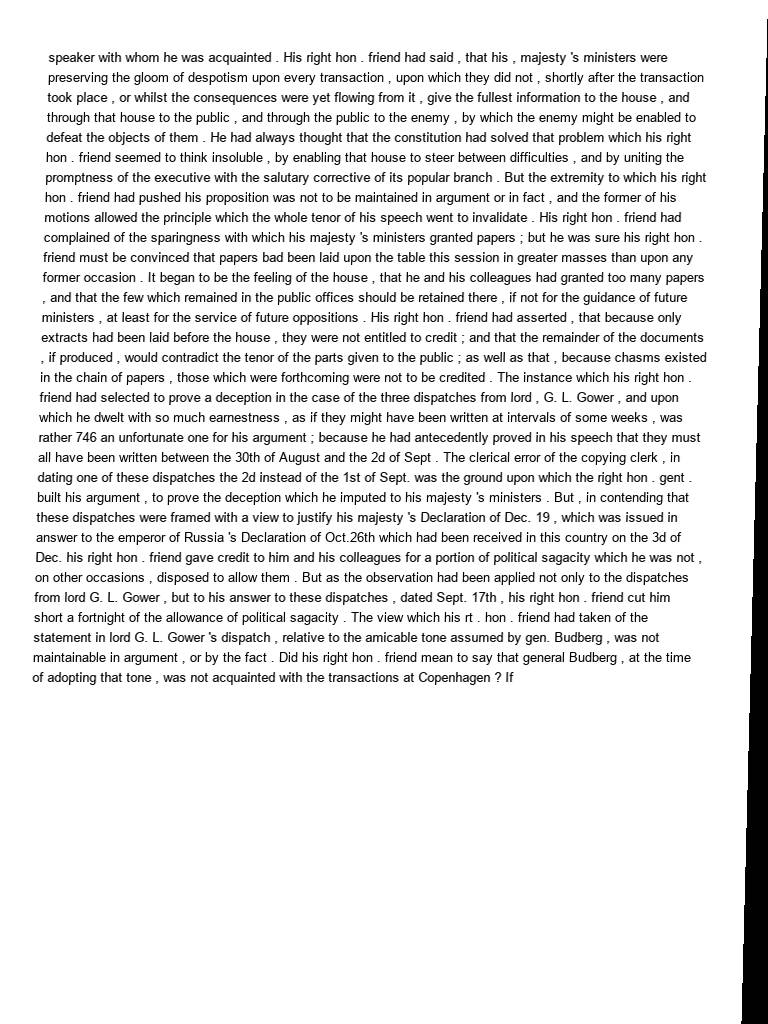 speaker with whom he was acquainted . His right hon . friend had said , that his , majesty 's ministers were
preserving the gloom of despotism upon every transaction , upon which they did not , shortly after the transaction
took place , or whilst the consequences were yet flowing from it , give the fullest information to the house , and
through that house to the public , and through the public to the enemy , by which the enemy might be enabled to
defeat the objects of them . He had always thought that the constitution had solved that problem which his right
hon . friend seemed to think insoluble , by enabling that house to steer between difficulties , and by uniting the
promptness of the executive with the salutary corrective of its popular branch . But the extremity to which his right
hon . friend had pushed his proposition was not to be maintained in argument or in fact , and the former of his
motions allowed the principle which the whole tenor of his speech went to invalidate . His right hon . friend had
complained of the sparingness with which his majesty 's ministers granted papers ; but he was sure his right hon .
friend must be convinced that papers bad been laid upon the table this session in greater masses than upon any
former occasion . It began to be the feeling of the house , that he and his colleagues had granted too many papers
, and that the few which remained in the public offices should be retained there , if not for the guidance of future
ministers , at least for the service of future oppositions . His right hon . friend had asserted , that because only
extracts had been laid before the house , they were not entitled to credit ; and that the remainder of the documents
, if produced , would contradict the tenor of the parts given to the public ; as well as that , because chasms existed
in the chain of papers , those which were forthcoming were not to be credited . The instance which his right hon .
friend had selected to prove a deception in the case of the three dispatches from lord , G. L. Gower , and upon
which he dwelt with so much earnestness , as if they might have been written at intervals of some weeks , was
rather 746 an unfortunate one for his argument ; because he had antecedently proved in his speech that they must
all have been written between the 30th of August and the 2d of Sept . The clerical error of the copying clerk , in
dating one of these dispatches the 2d instead of the 1st of Sept. was the ground upon which the right hon . gent .
built his argument , to prove the deception which he imputed to his majesty 's ministers . But , in contending that
these dispatches were framed with a view to justify his majesty 's Declaration of Dec. 19 , which was issued in
answer to the emperor of Russia 's Declaration of Oct.26th which had been received in this country on the 3d of
Dec. his right hon . friend gave credit to him and his colleagues for a portion of political sagacity which he was not ,
on other occasions , disposed to allow them . But as the observation had been applied not only to the dispatches
from lord G. L. Gower , but to his answer to these dispatches , dated Sept. 17th , his right hon . friend cut him
short a fortnight of the allowance of political sagacity . The view which his rt . hon . friend had taken of the
statement in lord G. L. Gower 's dispatch , relative to the amicable tone assumed by gen. Budberg , was not
maintainable in argument , or by the fact . Did his right hon . friend mean to say that general Budberg , at the time
of adopting that tone , was not acquainted with the transactions at Copenhagen ? If